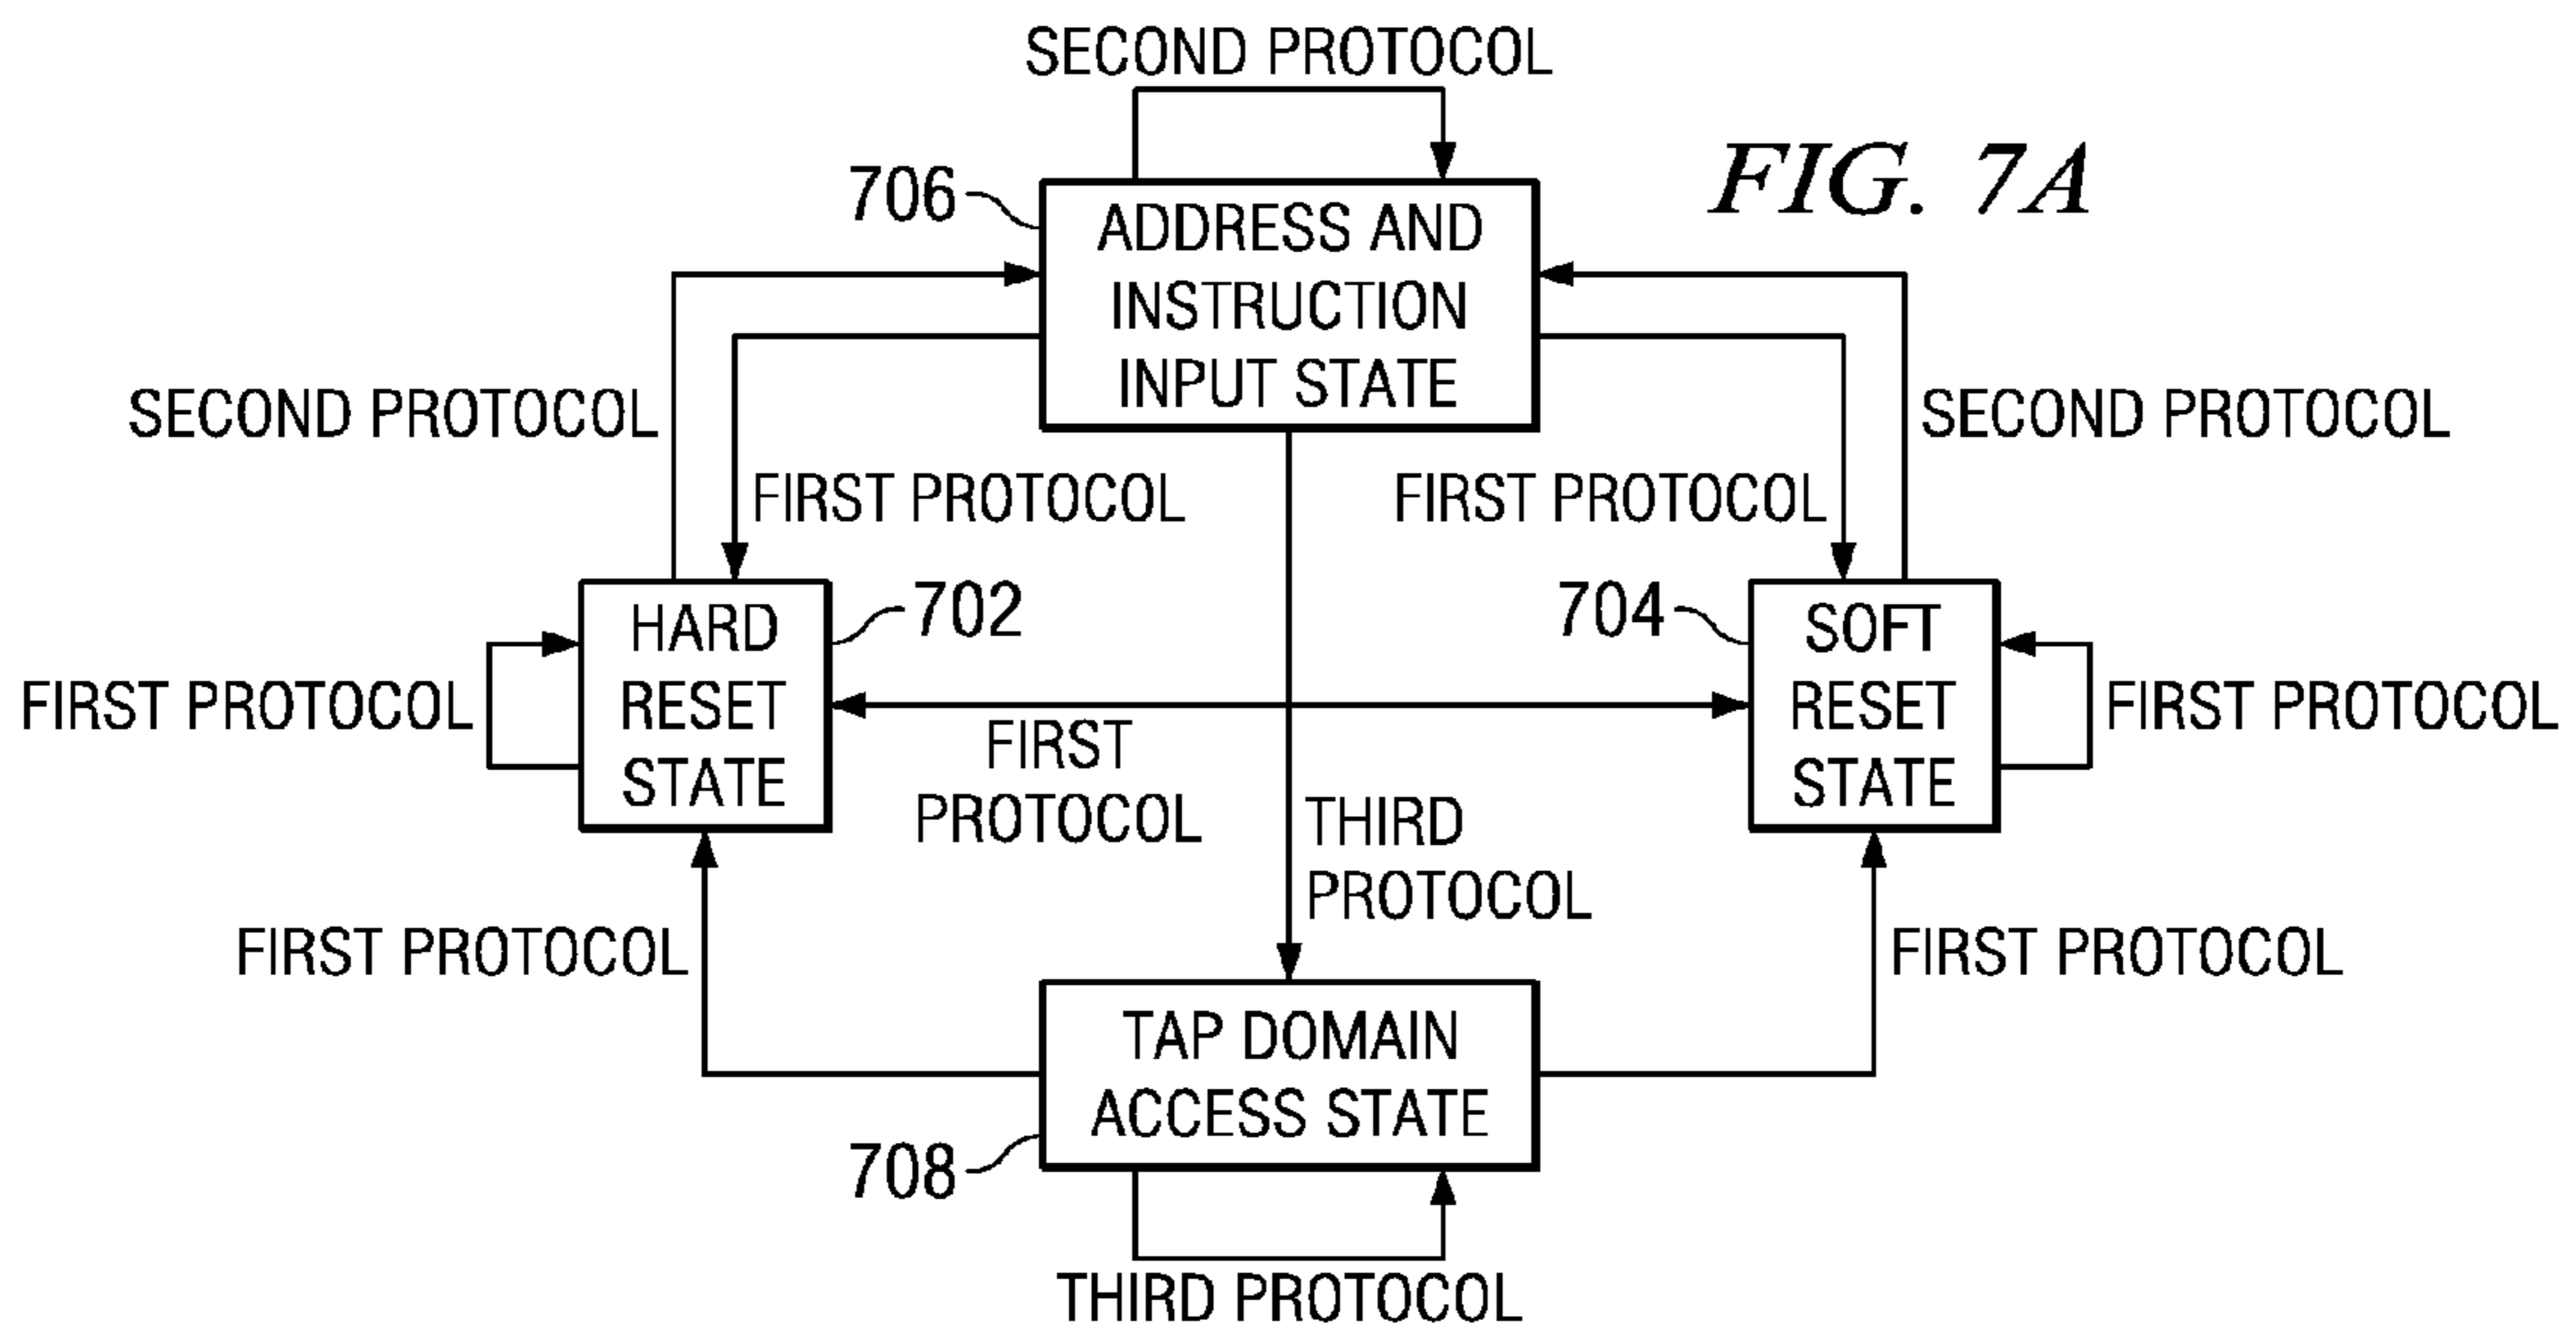 SECOND PROTOCOL
FIG. 7A
706
ADDRESS AND
INSTRUCTION
INPUT STATE
SECOND PROTOCOL
SECOND PROTOCOL
FIRST PROTOCOL
FIRST PROTOCOL
702
704
HARD
RESET
STATE
SOFT
RESET
STATE
FIRST PROTOCOL
FIRST PROTOCOL
FIRST
PROTOCOL
THIRD
PROTOCOL
FIRST PROTOCOL
FIRST PROTOCOL
TAP DOMAIN
ACCESS STATE
708
THIRD PROTOCOL